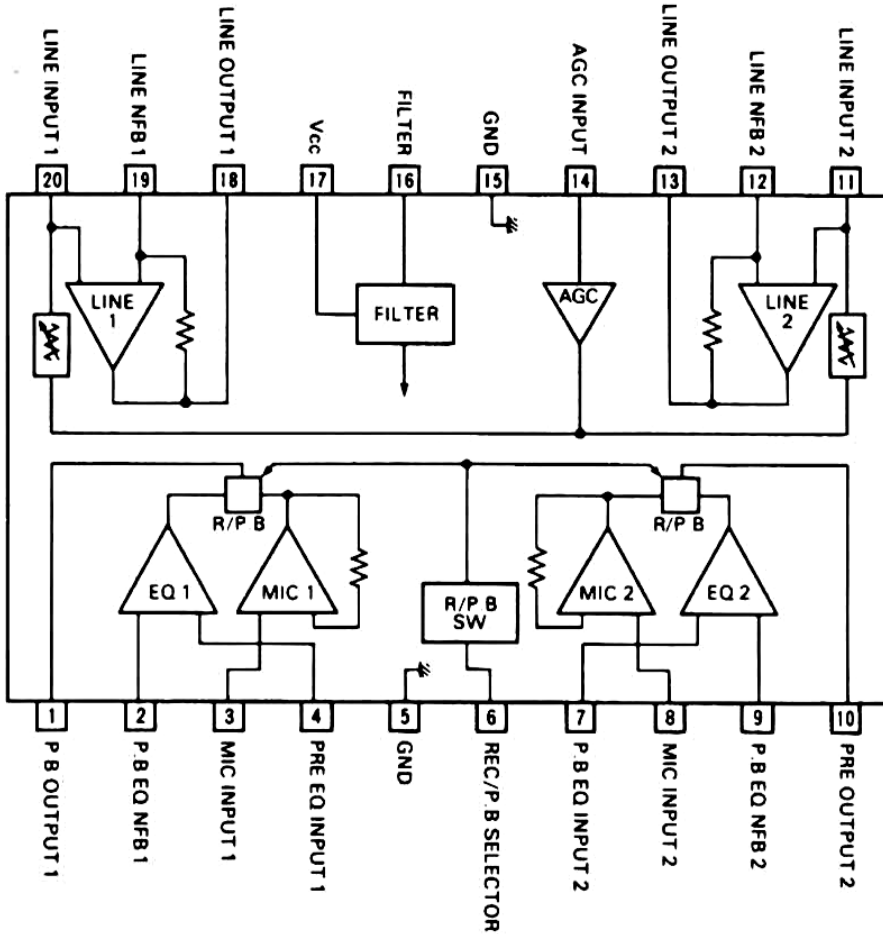 LINE INPUT 1
LINE NFB 1
LINE OUTPUT 1
Vcc
FILTER
GND
AGC INPUT
LINE OUTPUT 2
LINE NFB 2
LINE INPUT 2
20
19
18
17
16
15
14
13
12
11
LINE 1
FILTER
AGC
LINE 2
R/P.B
R/P.B
EQ 1
MIC 1
R/P.B SW
MIC 2
EQ 2
1
2
3
4
5
6
7
8
9
10
P.B OUTPUT 1
P.B EQ NFB 1
MIC INPUT 1
PRE EQ INPUT 1
GND
REC/P.B SELECTOR
P.B EQ INPUT 2
MIC INPUT 2
P.B EQ NFB 2
PRE OUTPUT 2